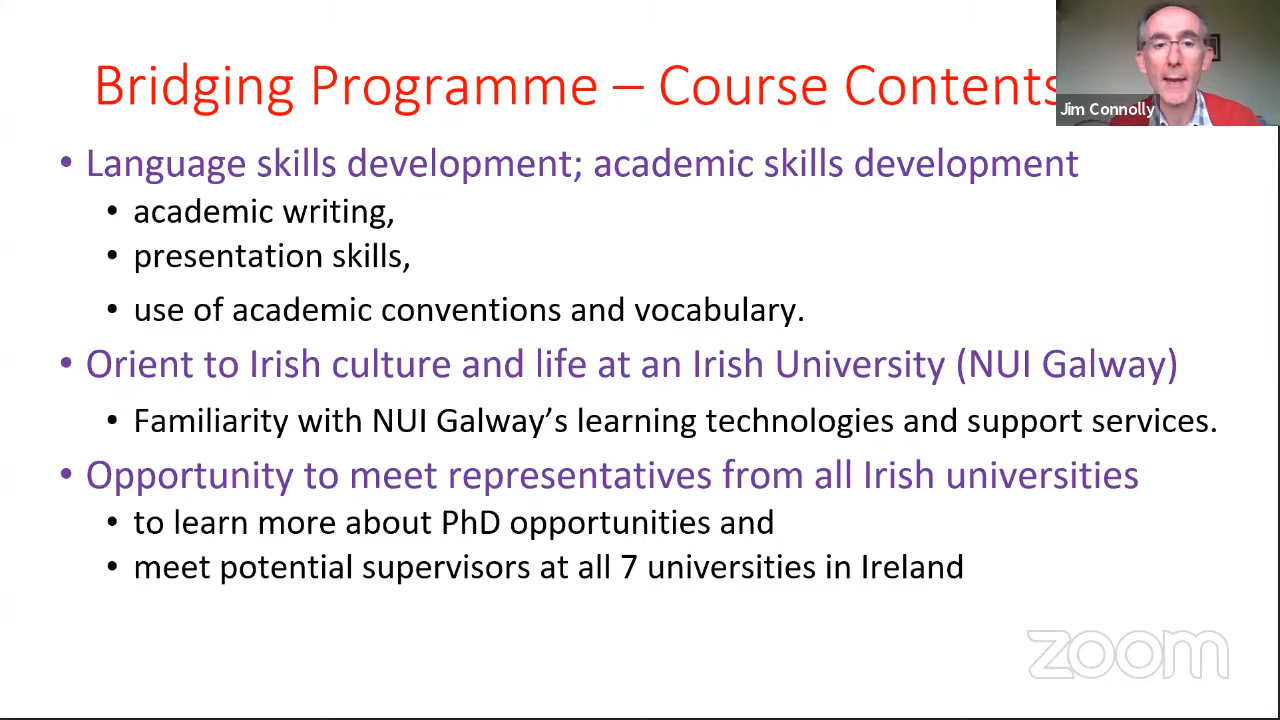 Bridging Programme – Course Contents
Jim Connolly
• Language skills development; academic skills development
• academic writing,
• presentation skills,
• use of academic conventions and vocabulary.
• Orient to Irish culture and life at an Irish University (NUI Galway)
• Familiarity with NUI Galway’s learning technologies and support services.
• Opportunity to meet representatives from all Irish universities
• to learn more about PhD opportunities and
• meet potential supervisors at all 7 universities in Ireland
zoom